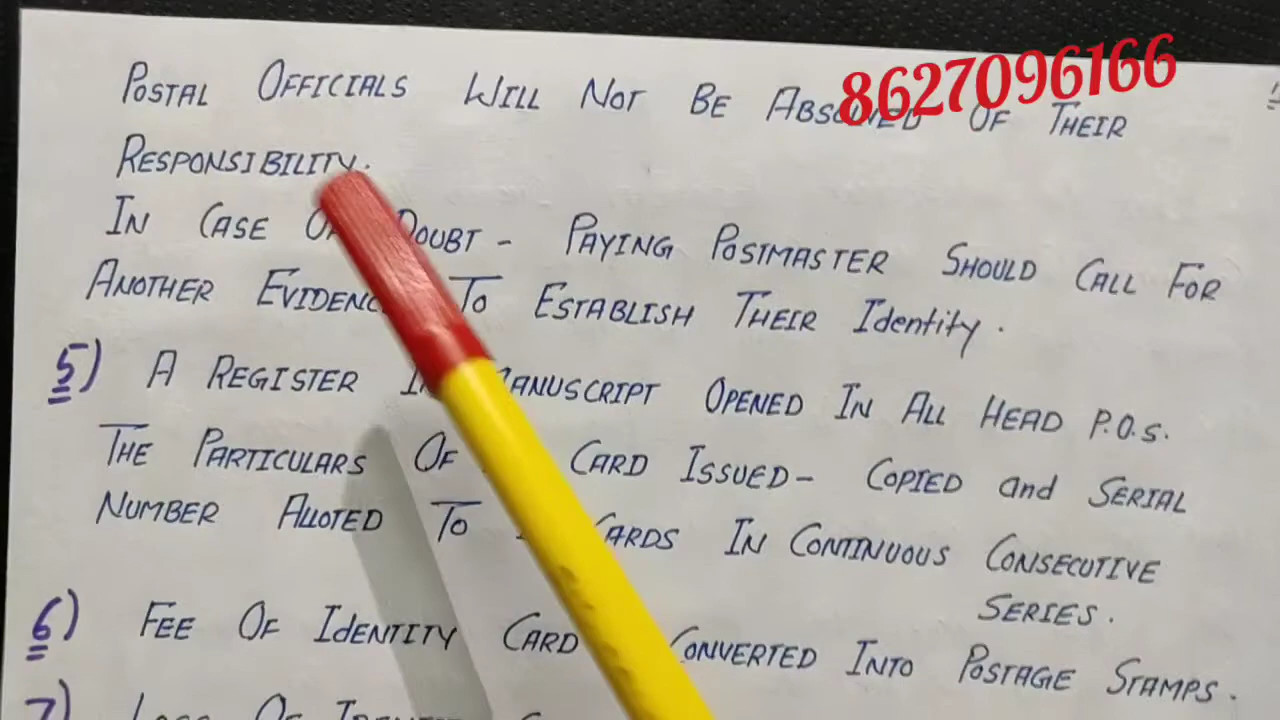 8627096166
POSTAL OFFICIALS WILL NOT BE ABSOLVED OF THEIR
RESPONSIBILITY.
IN CASE OF DOUBT - PAYING POSTMASTER SHOULD CALL FOR
ANOTHER EVIDENCE TO ESTABLISH THEIR Identity.
5) A REGISTER IN MANUSCRIPT OPENED IN ALL HEAD P.O.s.
THE PARTICULARS OF CARD ISSUED- COPIED and SERIAL
NUMBER ALLOTED TO CARDS IN CONTINUOUS CONSECUTIVE
SERIES.
6) FEE OF IdENTITY CARD CONVERTED INTO POSTAGE STAMPS.
7) OF